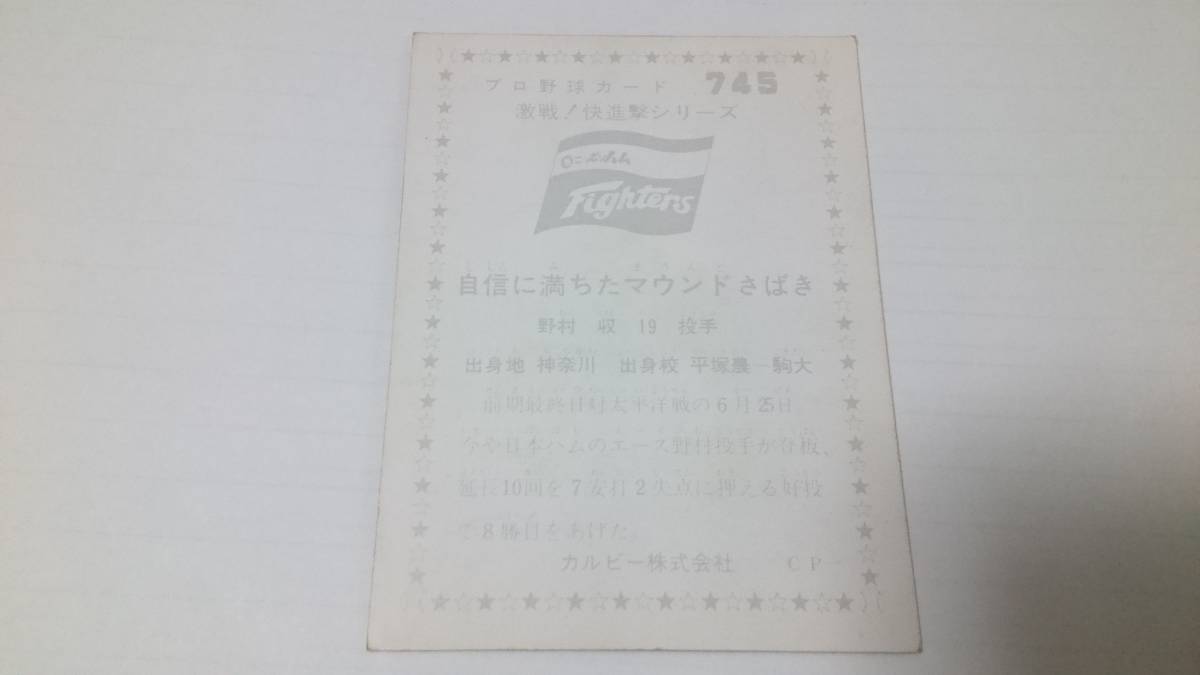 プロ野球カード 745
激戦!快進撃シリーズ
日本ハム
Fighters
自信に満ちたマウンドさばき
野村 収 19 投手
出身地 神奈川 出身校 平塚農―駒大
前期最終日対太平洋戦の6月25日
今や日本ハムのエース野村投手が登板、
延長10回を7安打2失点に押える好投
で8勝目をあげた。
カルビー株式会社 CP